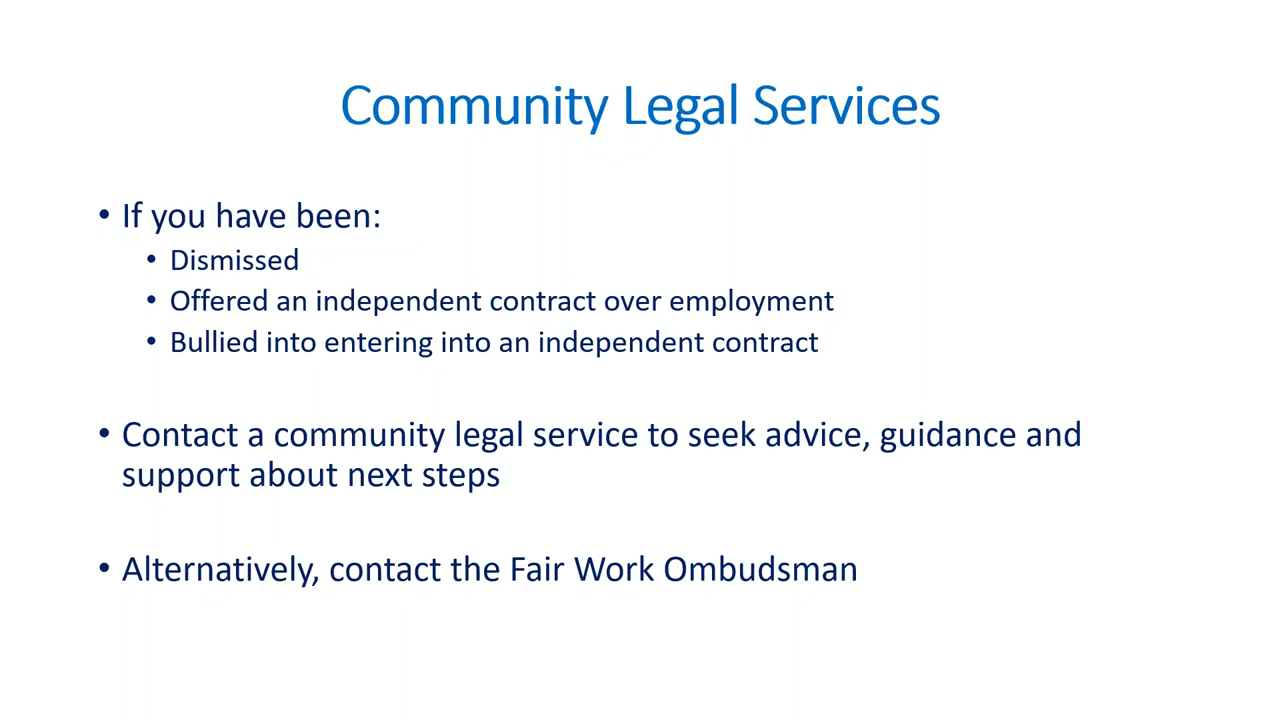 Community Legal Services
• If you have been:
• Dismissed
• Offered an independent contract over employment
• Bullied into entering into an independent contract
• Contact a community legal service to seek advice, guidance and
support about next steps
• Alternatively, contact the Fair Work Ombudsman